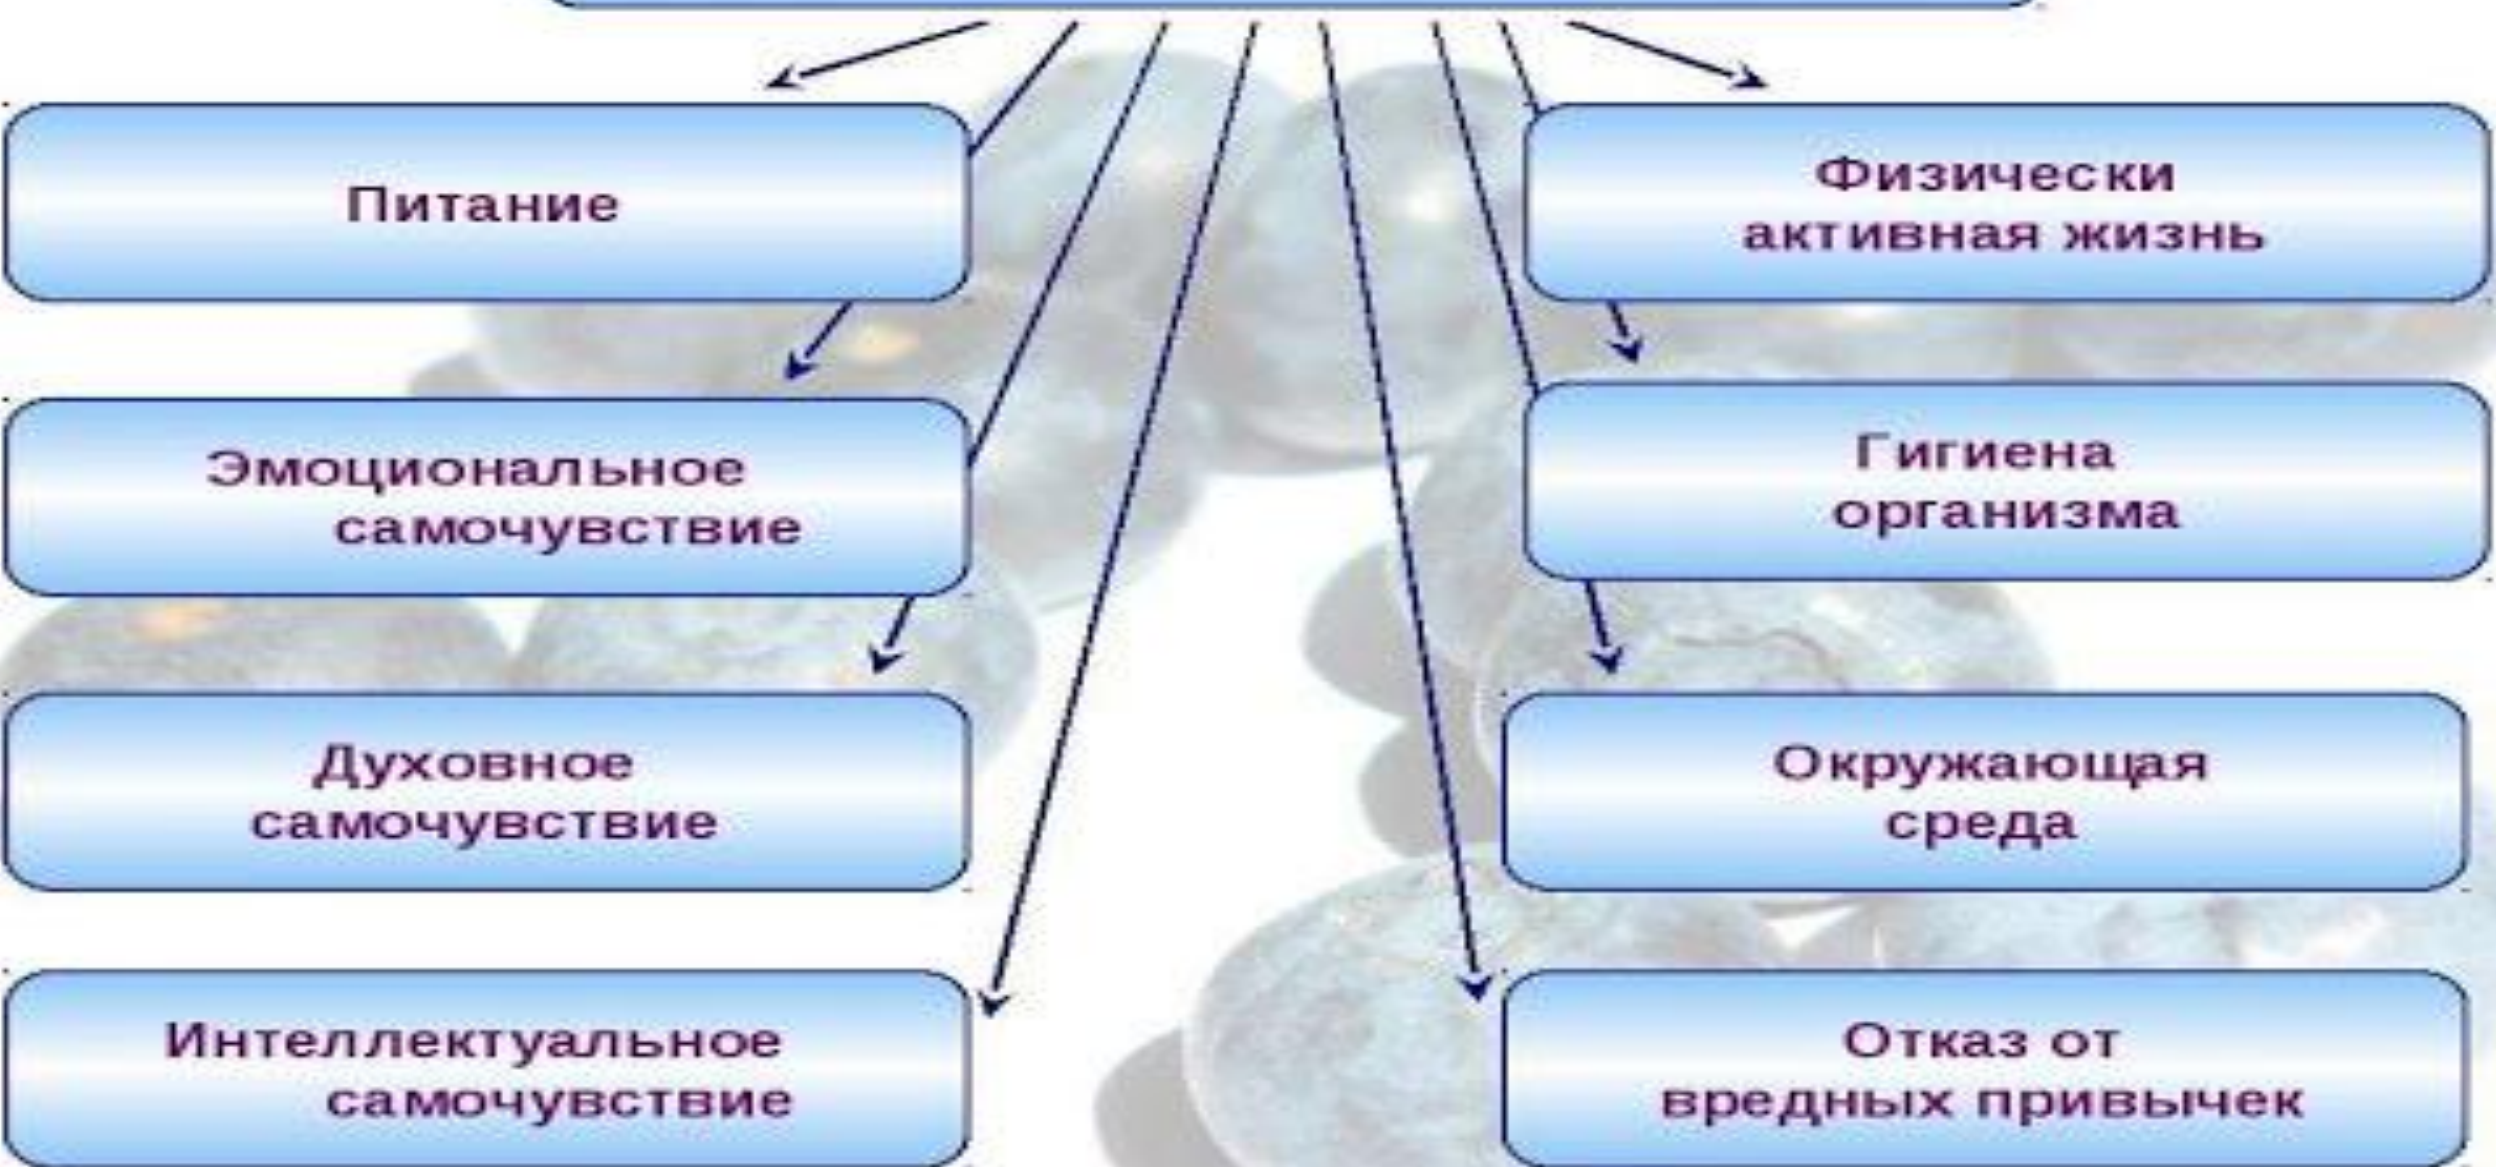 Питание
Физически
активная жизнь
Эмоциональное
самочувствие
Гигиена
организма
Духовное
самочувствие
Окружающая
среда
Интеллектуальное
самочувствие
Отказ от
вредных привычек